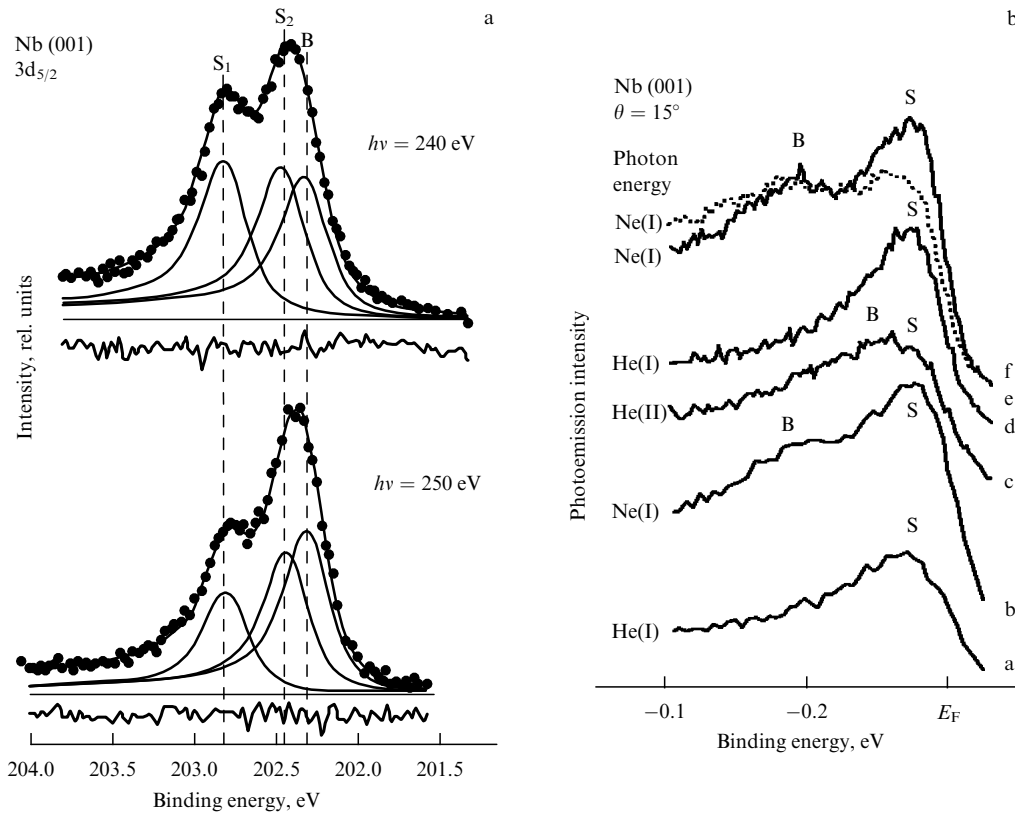 a
Nb (001)
3d5/2
S1
S2
B
hν = 240 eV
hν = 250 eV
Intensity, rel. units
204.0 203.5 203.0 202.5 202.0 201.5
Binding energy, eV
b
Nb (001)
θ = 15°
Photon
energy
B
S
Ne(I)
Ne(I)
S
He(I)
B
S
f
e
He(II)
d
B
S
c
Ne(I)
S
b
He(I)
a
Photoemission intensity
−0.1 −0.2 EF
Binding energy, eV